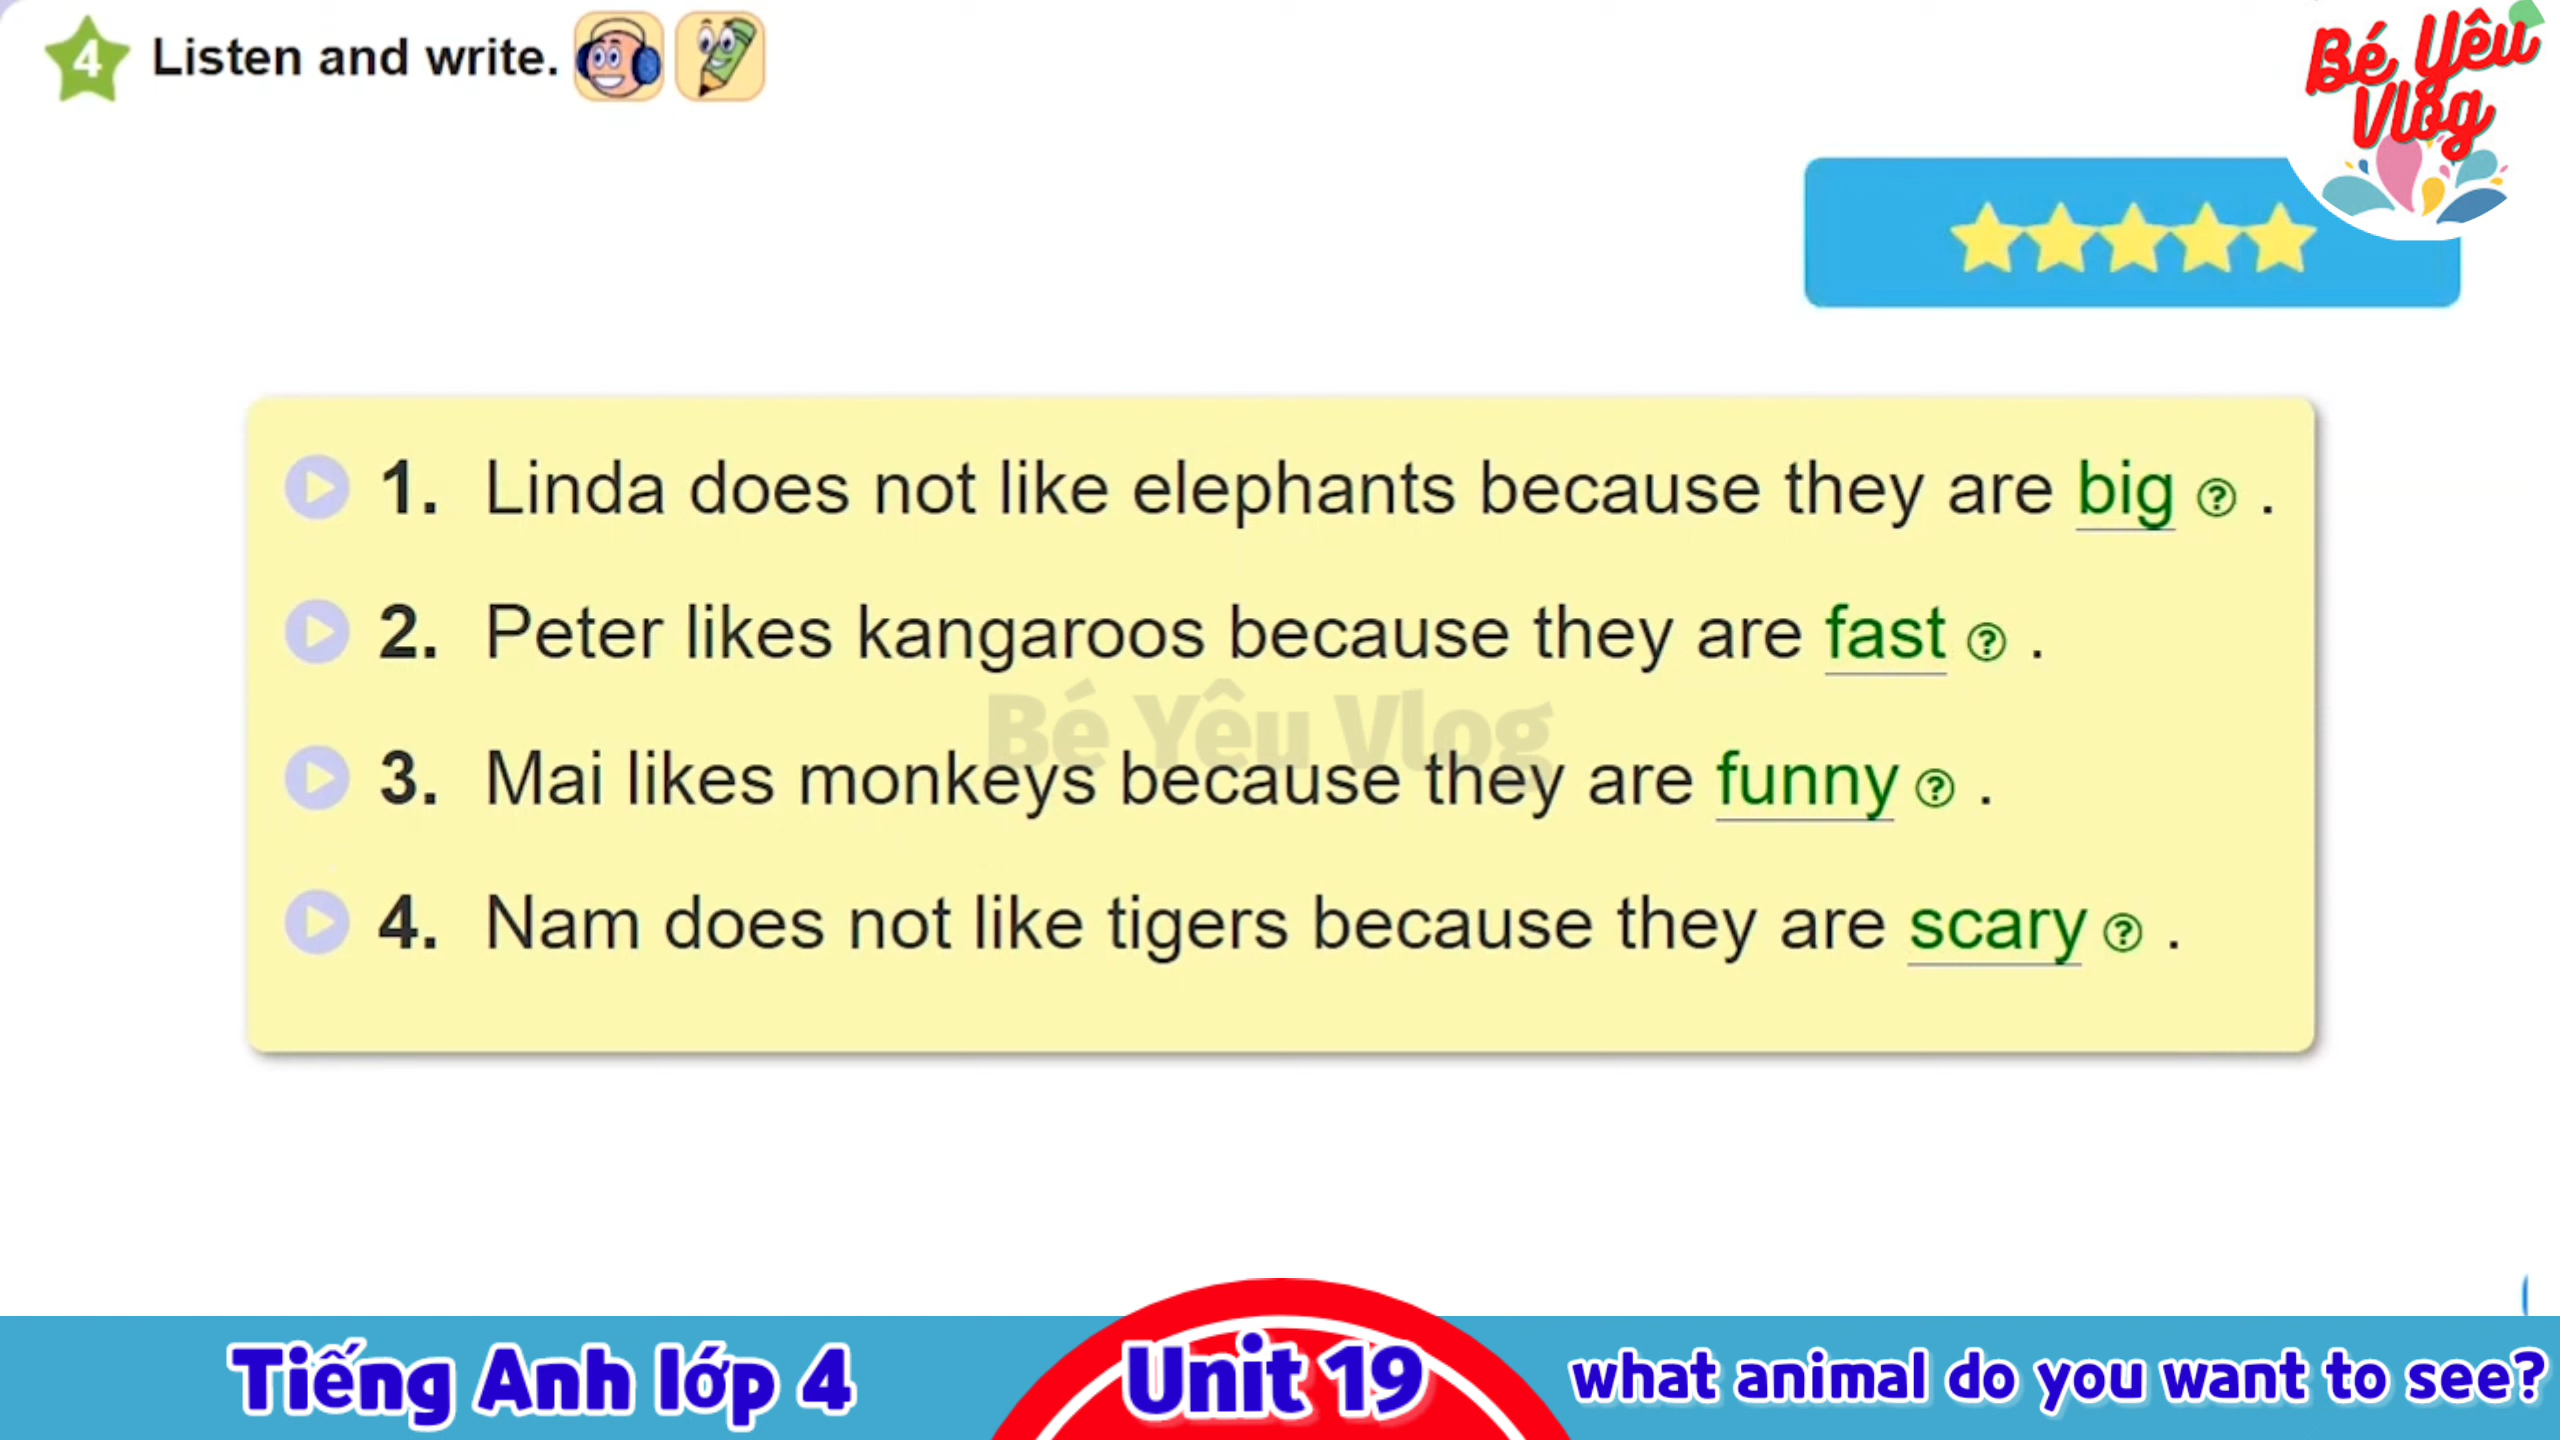 4 Listen and write.
Bé Yêu
Vlog
1. Linda does not like elephants because they are big ? .
2. Peter likes kangaroos because they are fast ? .
Bé Yêu Vlog
3. Mai likes monkeys because they are funny ? .
4. Nam does not like tigers because they are scary ? .
Tiếng Anh lớp 4 Unit 19 what animal do you want to see?